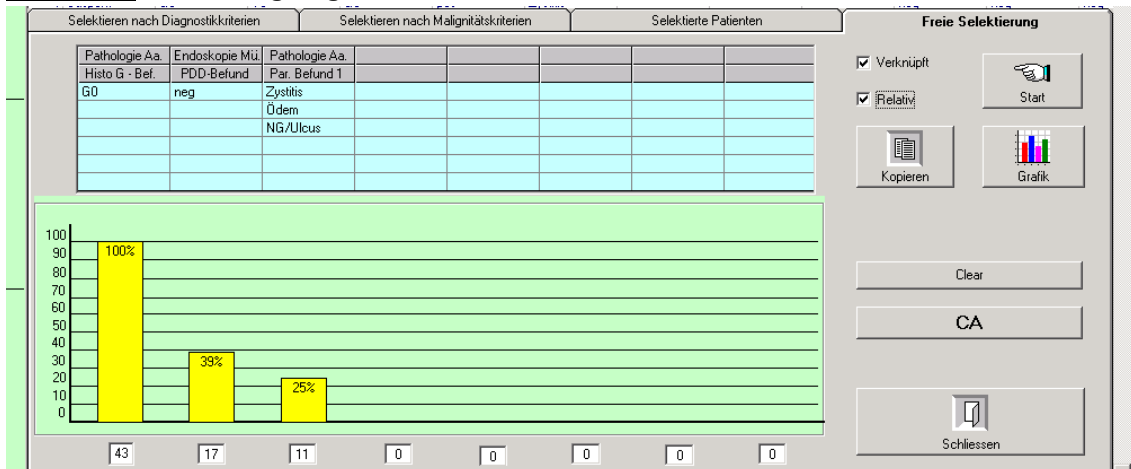 Selektieren nach Diagnostikkriterien Selektieren nach Malignitätskriterien Selektierte Patienten Freie Selektierung
Pathologie Aa. Endoskopie Mü. Pathologie Aa.
Histo G - Bef. PDD-Befund Par. Befund 1
G0 neg Zystitis
Ödem
NG/Ulcus
Verknüpft
Relativ
Start
Kopieren
Grafik
100
90
80
70
60
50
40
30
20
10
0
100%
39%
25%
43 17 11 0 0 0 0 0
Clear
CA
Schliessen